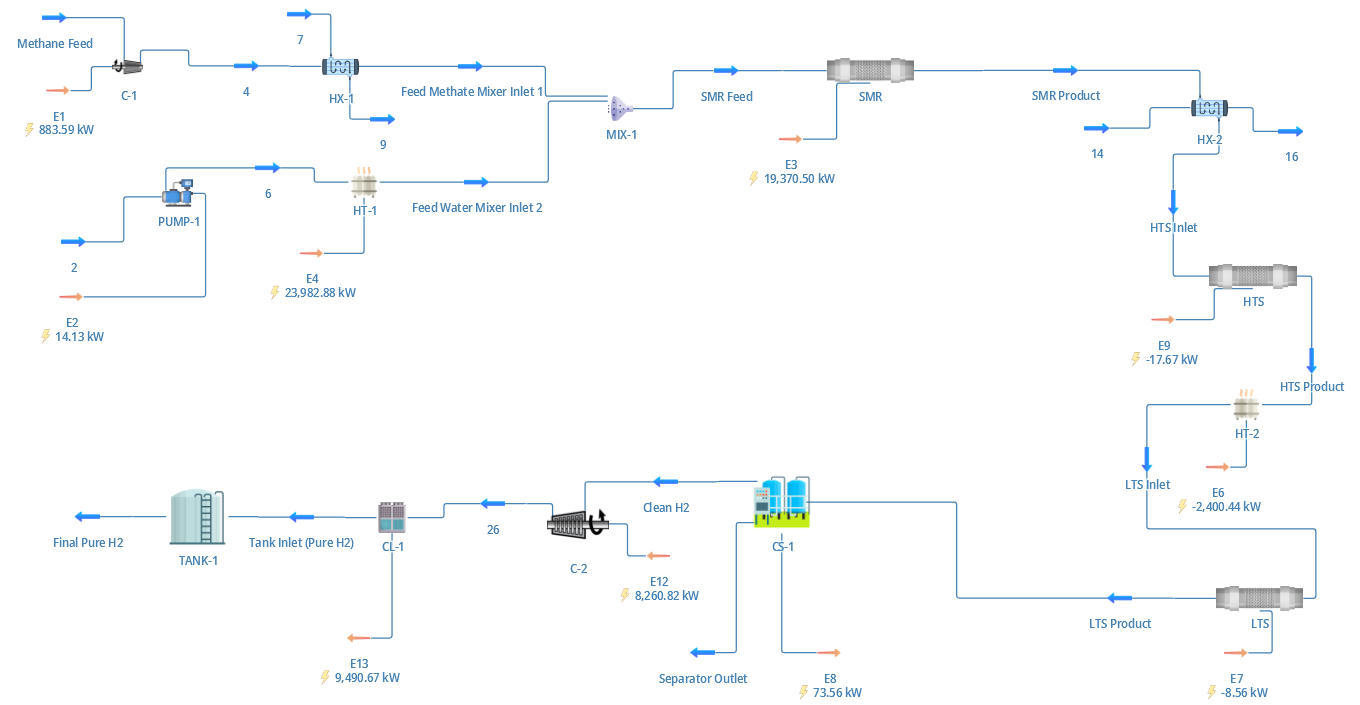 Methane Feed
E1
883.59 kW
C-1
4
7
HX-1
9
Feed Methate Mixer Inlet 1
MIX-1
SMR Feed
SMR
E3
19,370.50 kW
SMR Product
14
HX-2
16
PUMP-1
6
HT-1
Feed Water Mixer Inlet 2
2
E4
23,982.88 kW
E2
14.13 kW
HTS Inlet
HTS
E9
-17.67 kW
HTS Product
HT-2
LTS Inlet
E6
-2,400.44 kW
Final Pure H2
TANK-1
Tank Inlet (Pure H2)
CL-1
26
C-2
Clean H2
CS-1
E12
8,260.82 kW
E13
9,490.67 kW
Separator Outlet
E8
73.56 kW
LTS Product
LTS
E7
-8.56 kW